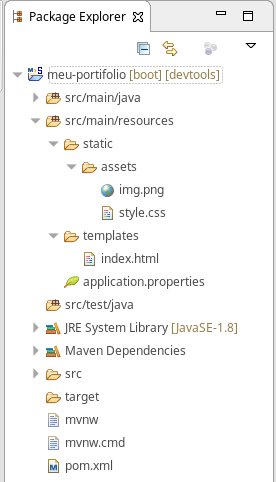 Package Explorer
meu-portifolio [boot] [devtools]
src/main/java
src/main/resources
static
assets
img.png
style.css
templates
index.html
application.properties
src/test/java
JRE System Library [JavaSE-1.8]
Maven Dependencies
src
target
mvnw
mvnw.cmd
pom.xml